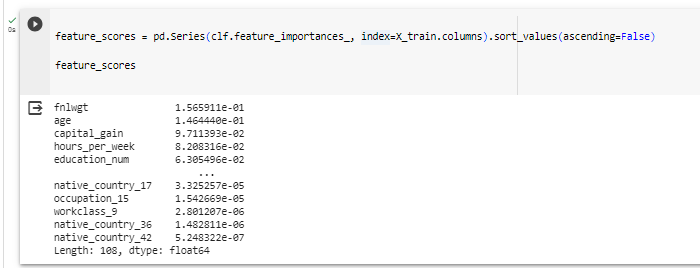 0s
feature_scores = pd.Series(clf.feature_importances_, index=X_train.columns).sort_values(ascending=False)
feature_scores
fnlwgt 1.565911e-01
age 1.464440e-01
capital_gain 9.711393e-02
hours_per_week 8.208316e-02
education_num 6.305496e-02
...
native_country_17 3.325257e-05
occupation_15 1.542669e-05
workclass_9 2.801207e-06
native_country_36 1.482811e-06
native_country_42 5.248322e-07
Length: 108, dtype: float64